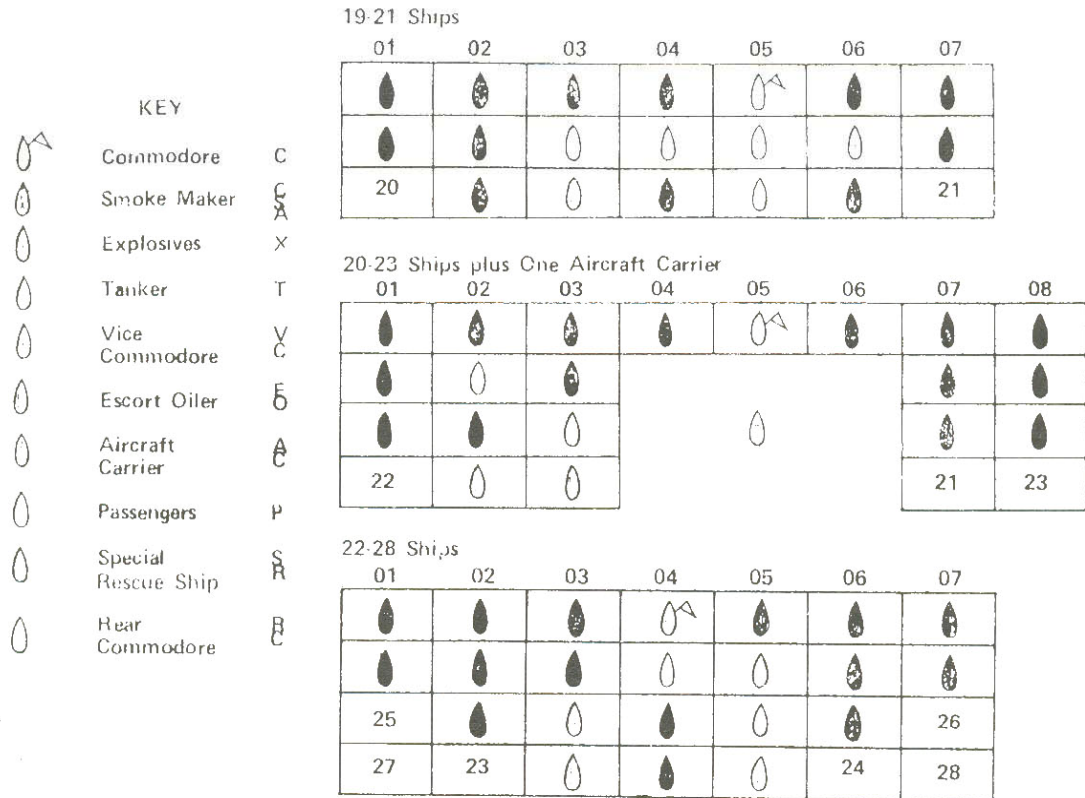 KEY
Commodore C
Smoke Maker
Explosives X
Tanker T
Vice V
Commodore C
Escort Oiler
Aircraft A
Carrier C
Passengers P
Special S
Rescue Ship R
Rear R
Commodore C
19-21 Ships
01 02 03 04 05 06 07
20 21
20-23 Ships plus One Aircraft Carrier
01 02 03 04 05 06 07 08
22 21 23
22-28 Ships
01 02 03 04 05 06 07
25 26
27 23 24 28